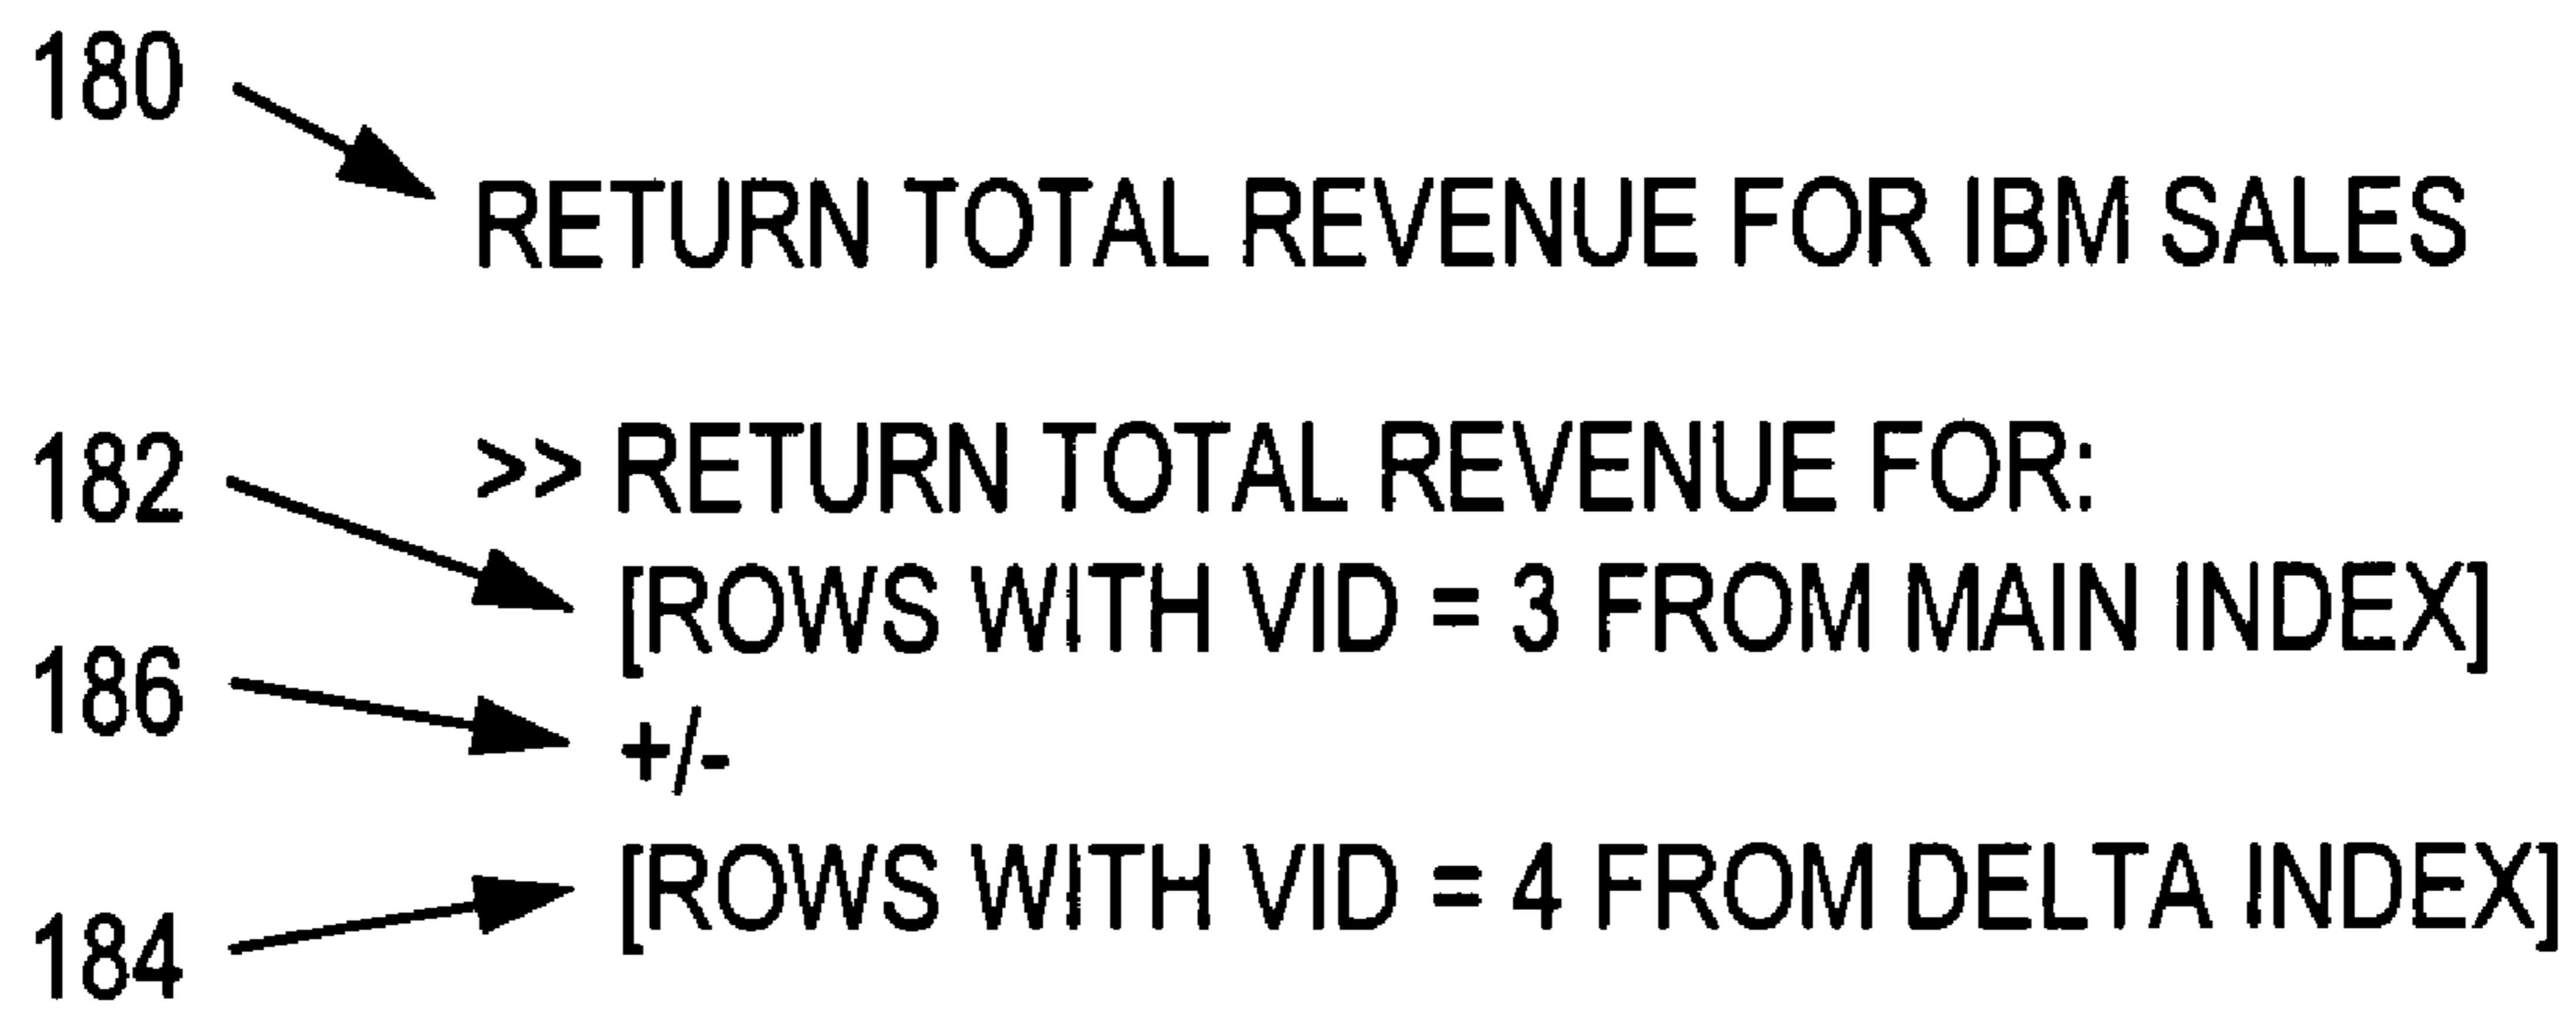 180
RETURN TOTAL REVENUE FOR IBM SALES
182
>> RETURN TOTAL REVENUE FOR:
[ROWS WITH VID = 3 FROM MAIN INDEX]
186
+/-
[ROWS WITH VID = 4 FROM DELTA INDEX]
184